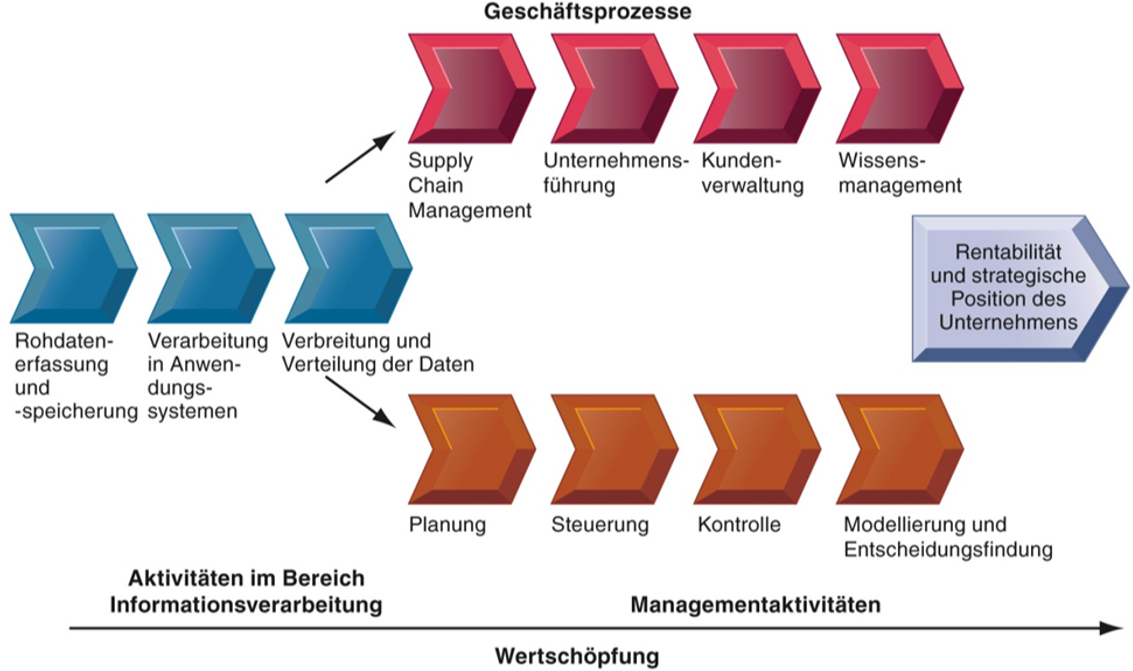 Geschäftsprozesse
Supply
Chain
Management
Unternehmens-
führung
Kunden-
verwaltung
Wissens-
management
Rohdaten-
erfassung
und
-speicherung
Verarbeitung
in Anwen-
dungs-
systemen
Verbreitung und
Verteilung der Daten
Rentabilität
und strategische
Position des
Unternehmens
Planung
Steuerung
Kontrolle
Modellierung und
Entscheidungsfindung
Aktivitäten im Bereich
Informationsverarbeitung
Managementaktivitäten
Wertschöpfung